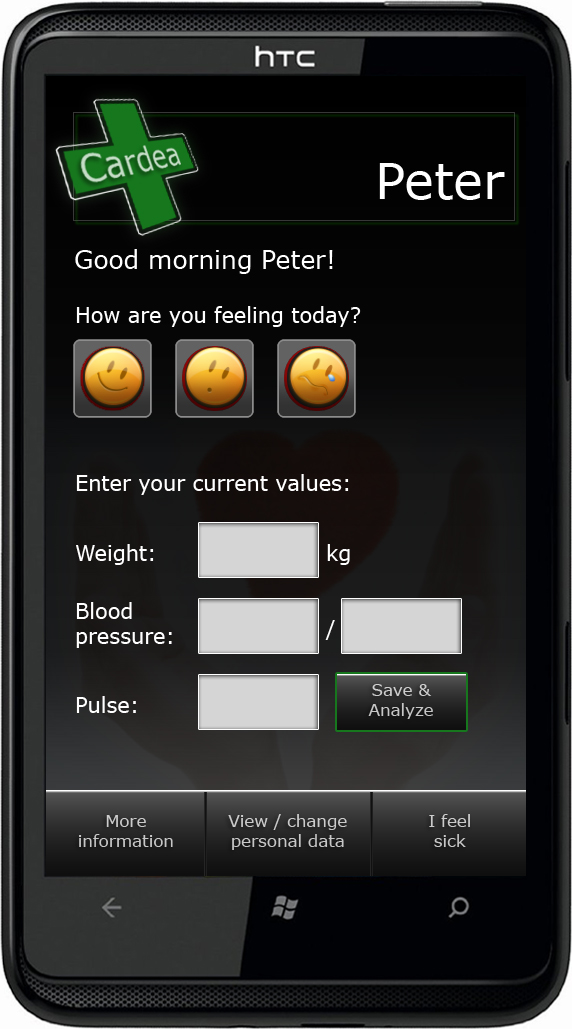 hTC
Cardea
Peter
Good morning Peter!
How are you feeling today?
Enter your current values:
Weight:
kg
Blood
pressure:
/
Pulse:
Save &
Analyze
More
information
View / change
personal data
I feel
sick